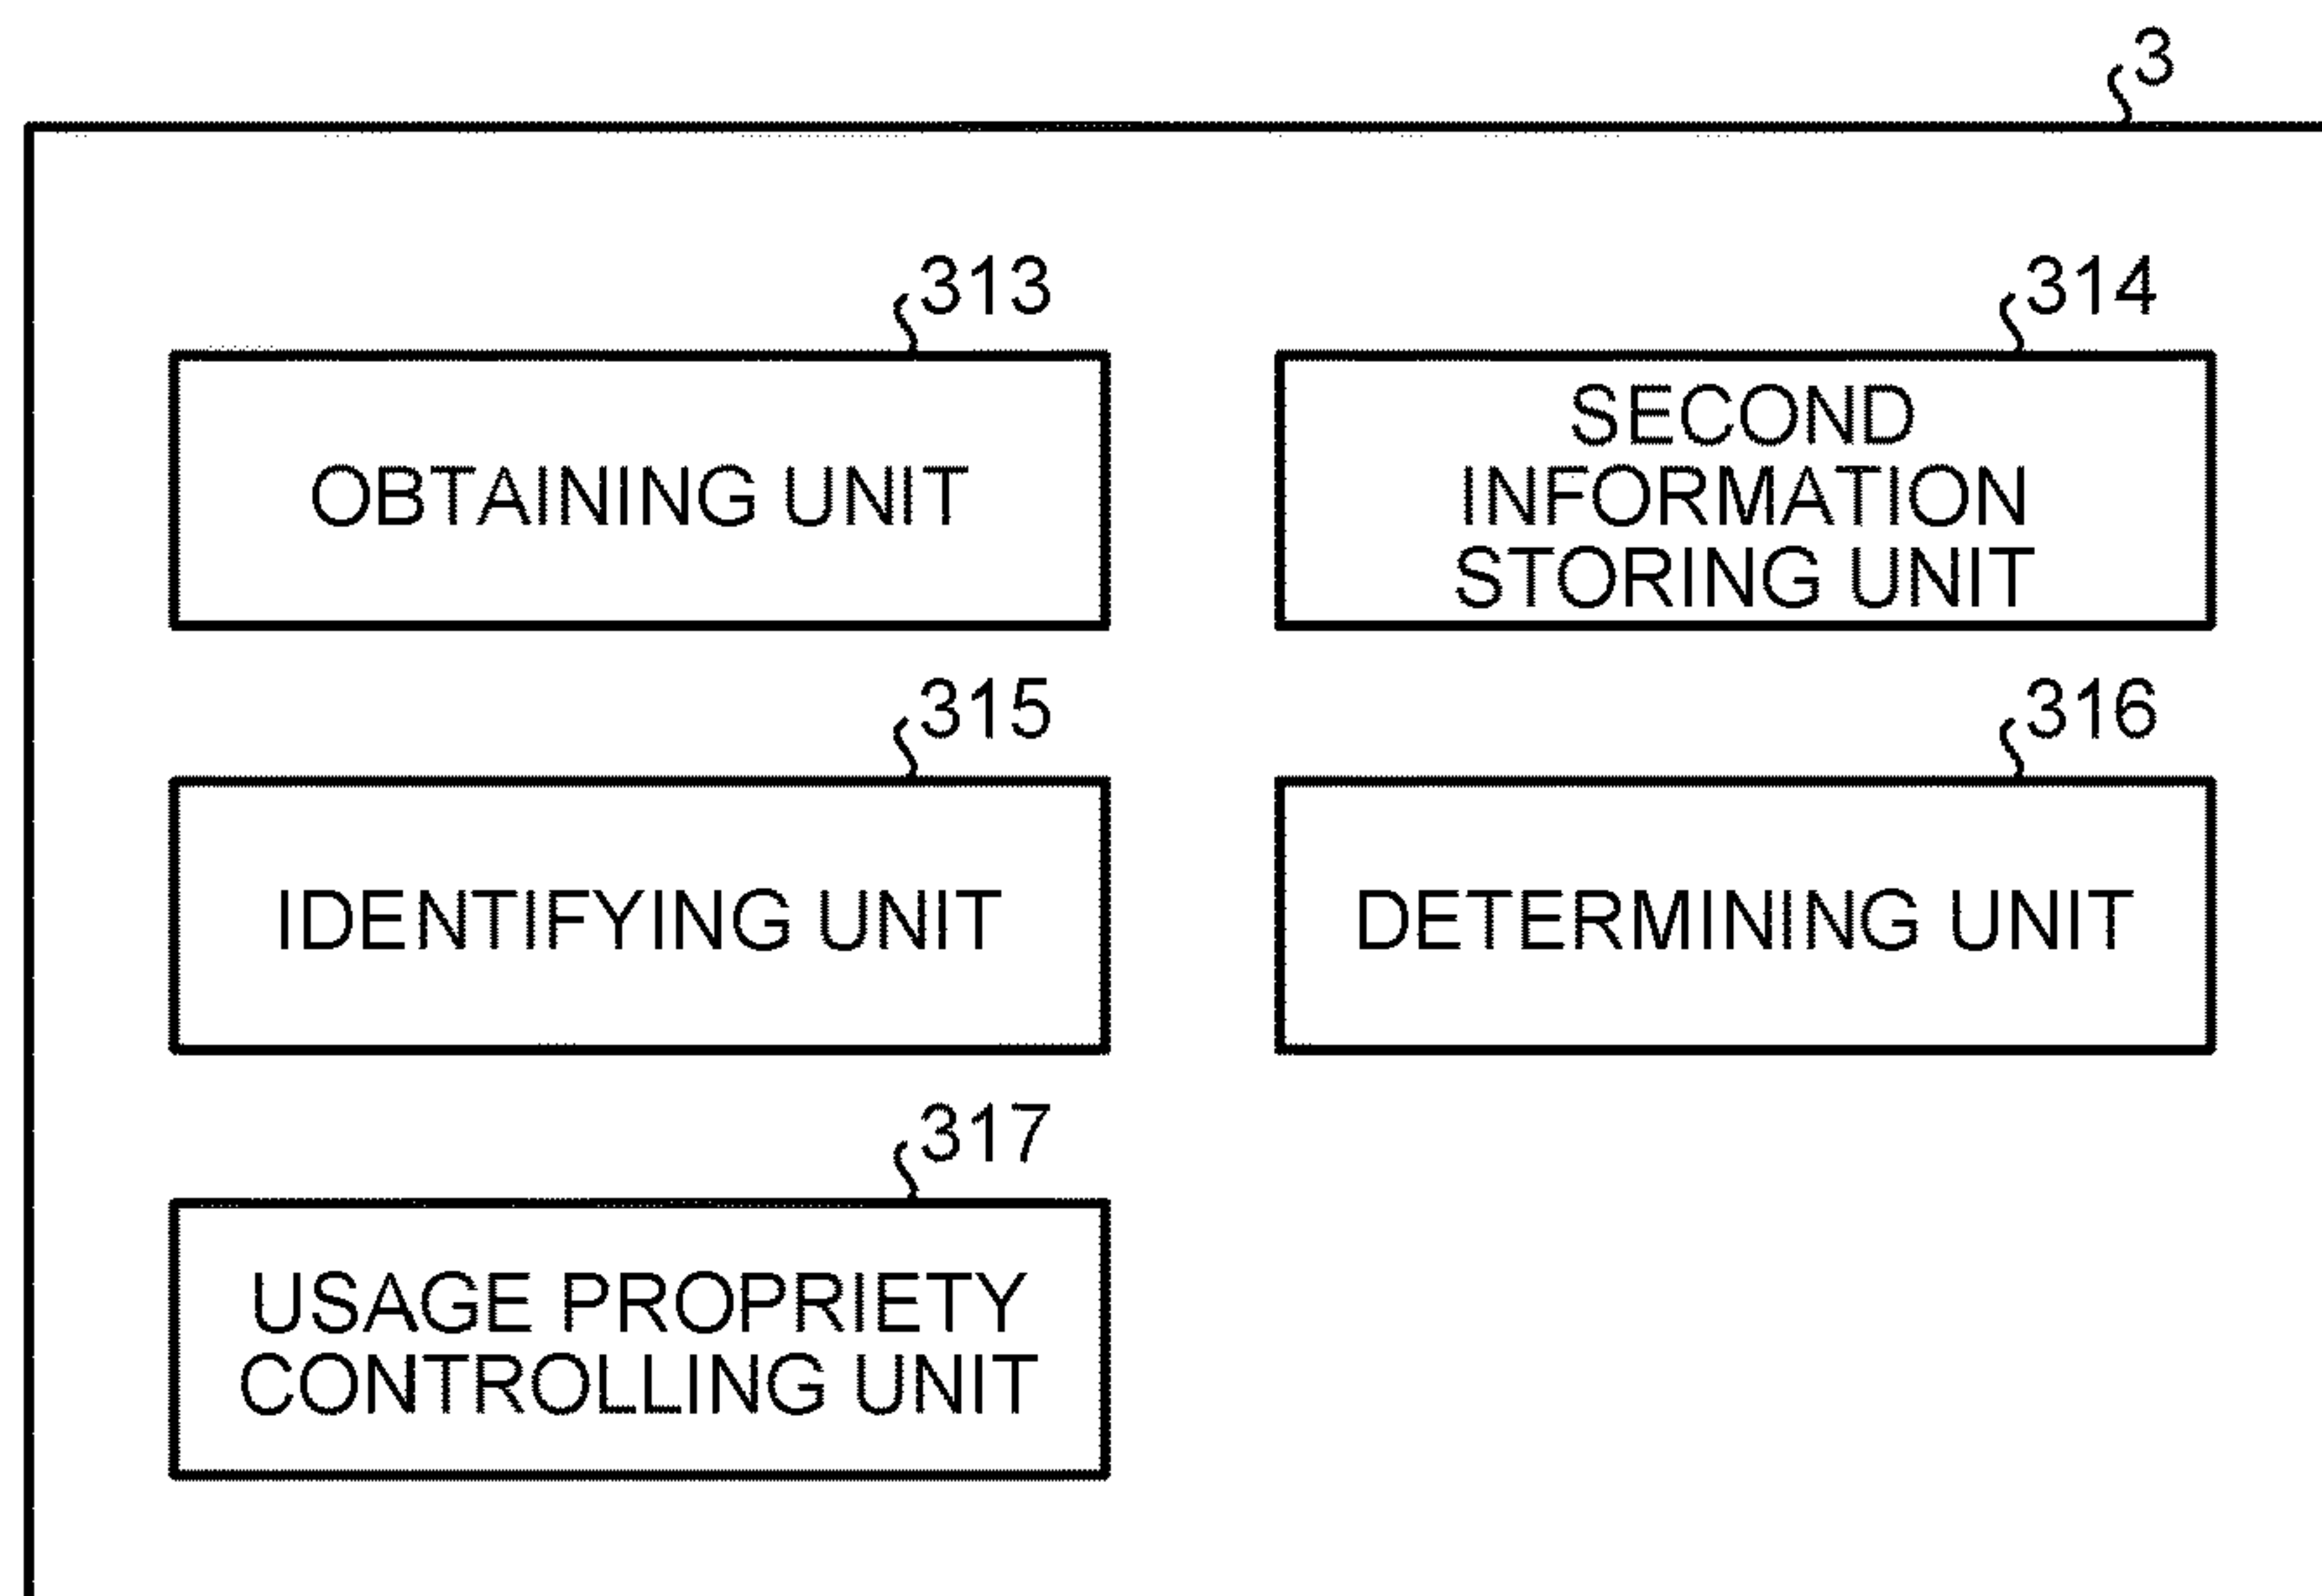 3
313
OBTAINING UNIT
314
SECOND
INFORMATION
STORING UNIT
315
IDENTIFYING UNIT
316
DETERMINING UNIT
317
USAGE PROPRIETY
CONTROLLING UNIT